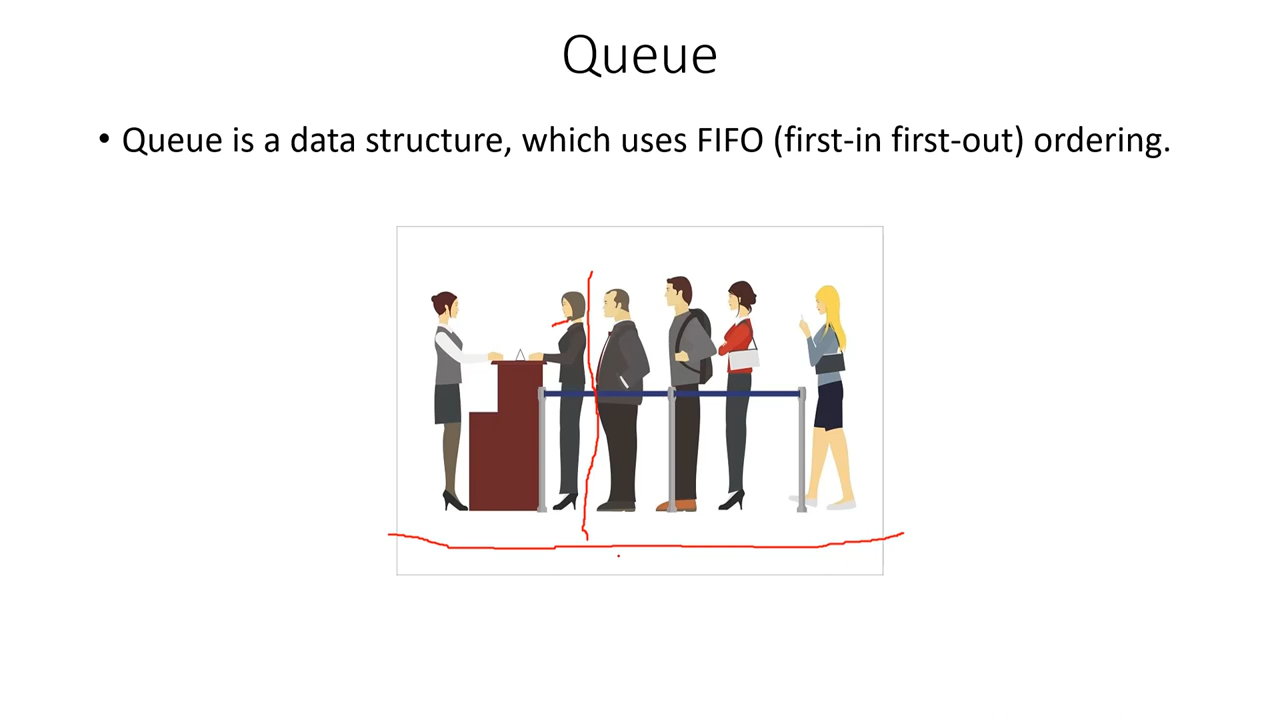 Queue
• Queue is a data structure, which uses FIFO (first-in first-out) ordering.